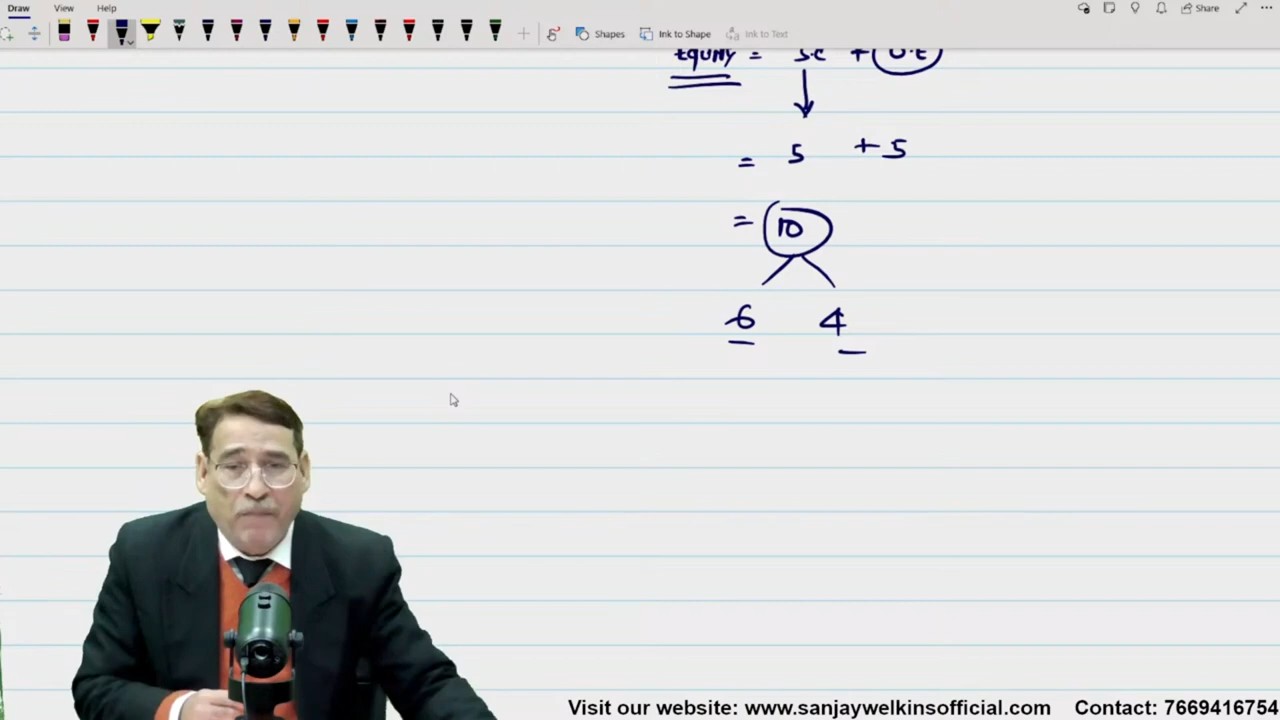 Draw View Help
Shapes Ink to Shape Ink to Text Share
Equity = S.C + O.E
= 5 + 5
= 10
6 4
Visit our website: www.sanjaywelkinsofficial.com Contact: 7669416754